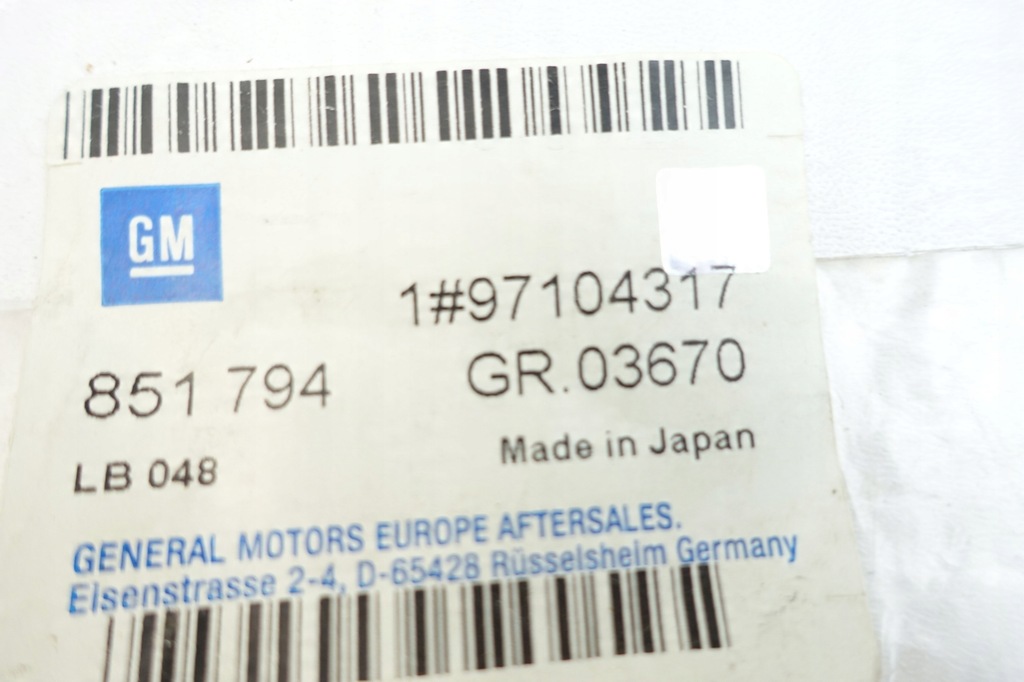 GM
1#97104317
851 794
GR.03670
LB 048
Made in Japan
GENERAL MOTORS EUROPE AFTERSALES.
Eisenstrasse 2-4, D-65428 Rüsselsheim Germany